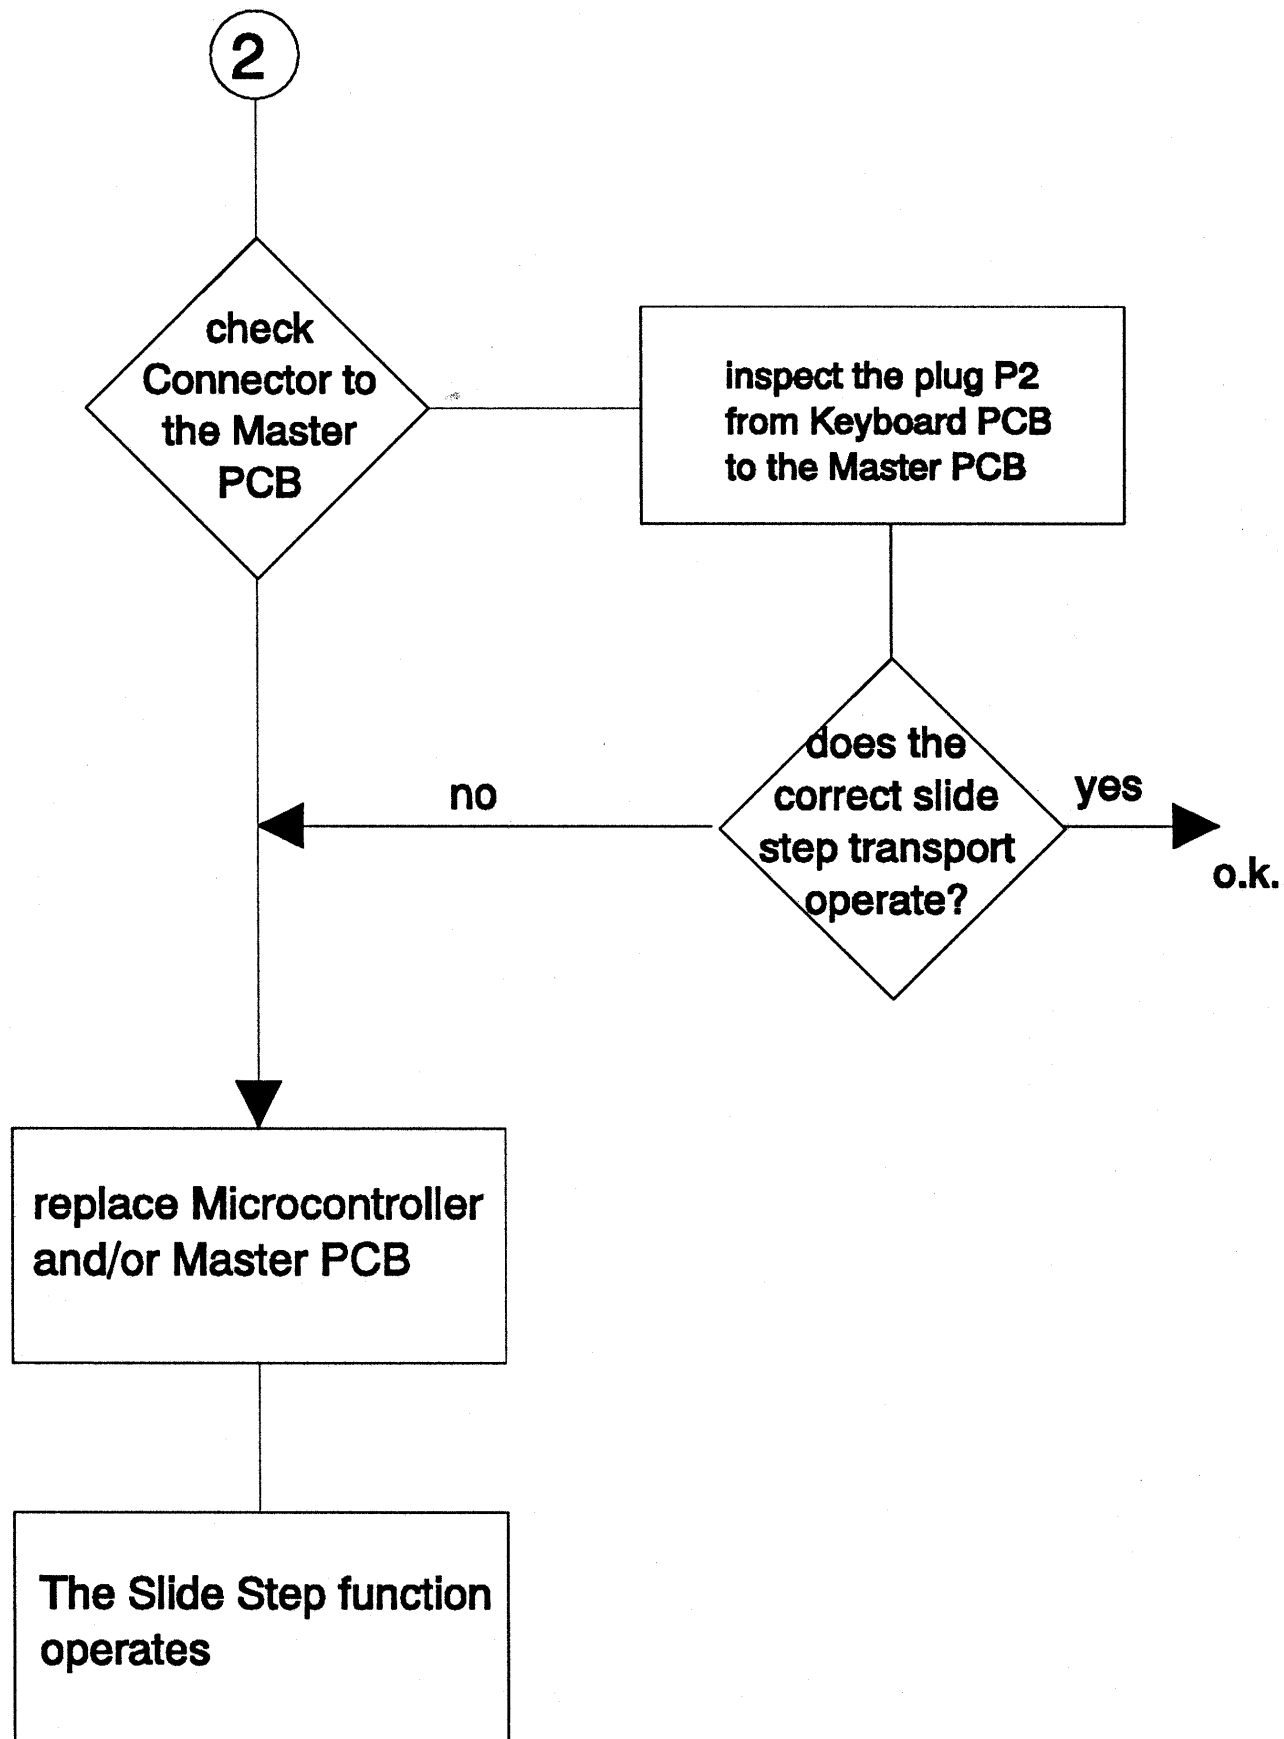 2
check
Connector to
the Master
PCB
inspect the plug P2
from Keyboard PCB
to the Master PCB
does the
correct slide
step transport
operate?
no
yes
o.k.
replace Microcontroller
and/or Master PCB
The Slide Step function
operates